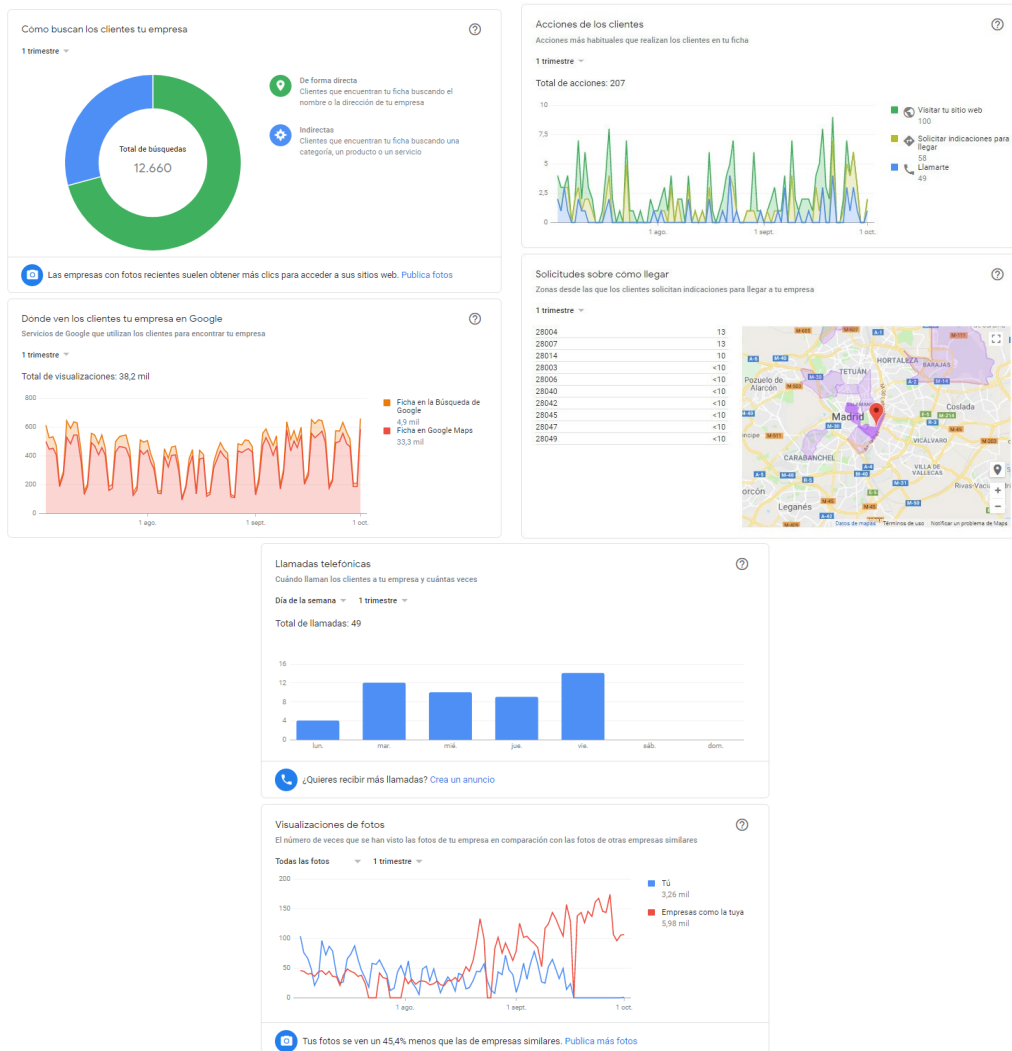 Cómo buscan los clientes tu empresa
1 trimestre
De forma directa
Clientes que encuentran tu ficha buscando el
nombre o la dirección de tu empresa
Indirectas
Clientes que encuentran tu ficha buscando una
categoría, un producto o un servicio
Total de búsquedas
12.660
Las empresas con fotos recientes suelen obtener más clics para acceder a sus sitios web. Publica fotos
Acciones de los clientes
Acciones más habituales que realizan los clientes en tu ficha
1 trimestre
Total de acciones: 207
10
7,5
5
2,5
0
1 ago.
1 sept.
1 oct.
Visitar tu sitio web
100
Solicitar indicaciones para
llegar
58
Llamarte
49
Dónde ven los clientes tu empresa en Google
Servicios de Google que utilizan los clientes para encontrar tu empresa
1 trimestre
Total de visualizaciones: 38,2 mil
800
600
400
200
0
1 ago.
1 sept.
1 oct.
Ficha en la Búsqueda de
Google
4,9 mil
Ficha en Google Maps
33,3 mil
Solicitudes sobre cómo llegar
Zonas desde las que los clientes solicitan indicaciones para llegar a tu empresa
1 trimestre
28004 13
28007 13
28014 10
28003 <10
28006 <10
28040 <10
28042 <10
28045 <10
28047 <10
28049 <10
HORTALEZA
BARAJAS
TETUÁN
Pozuelo de
Alarcón
Madrid
Coslada
VICÁLVARO
CARABANCHEL
VILLA DE
VALLECAS
Leganés
Datos de mapas Términos de uso Notificar un problema de Maps
Llamadas telefónicas
Cuándo llaman los clientes a tu empresa y cuántas veces
Día de la semana 1 trimestre
Total de llamadas: 49
16
12
8
4
0
lun.
mar.
mié.
jue.
vie.
sáb.
dom.
¿Quieres recibir más llamadas? Crea un anuncio
Visualizaciones de fotos
El número de veces que se han visto las fotos de tu empresa en comparación con las fotos de otras empresas similares
Todas las fotos 1 trimestre
200
150
100
50
0
1 ago.
1 sept.
1 oct.
Tú
3,26 mil
Empresas como la tuya
5,98 mil
Tus fotos se ven un 45,4% menos que las de empresas similares. Publica más fotos